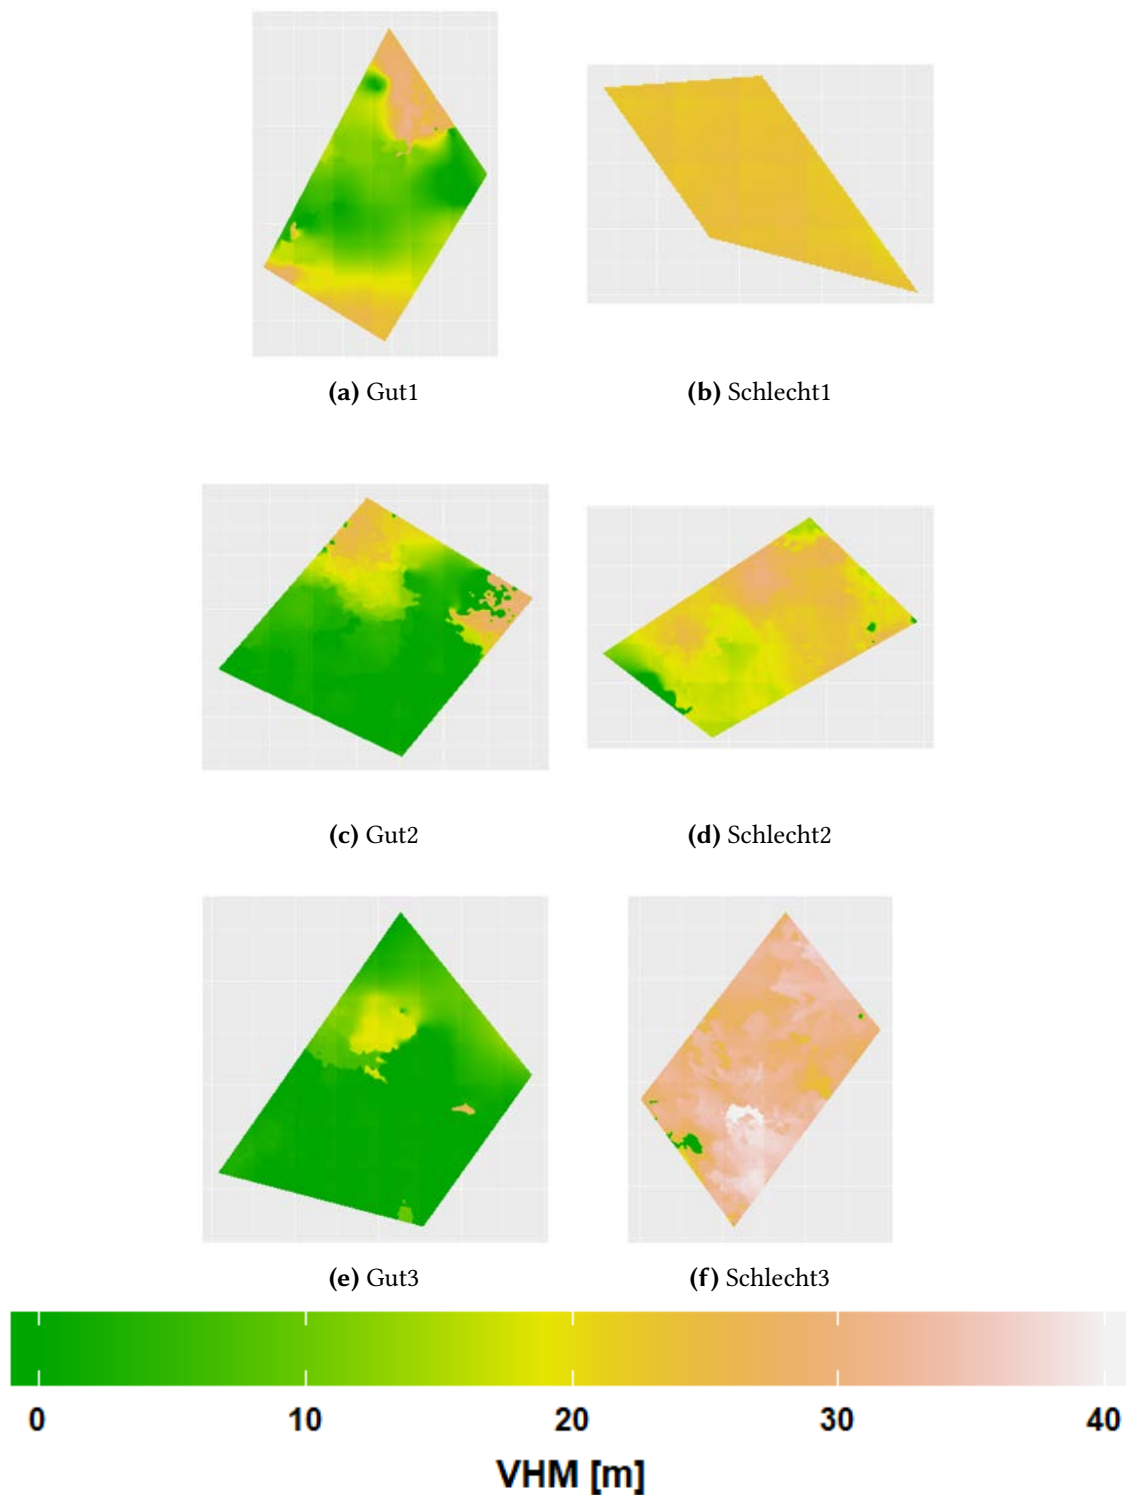 (a) Gut1
(b) Schlecht1
(c) Gut2
(d) Schlecht2
(e) Gut3
(f) Schlecht3
0 10 20 30 40
VHM [m]